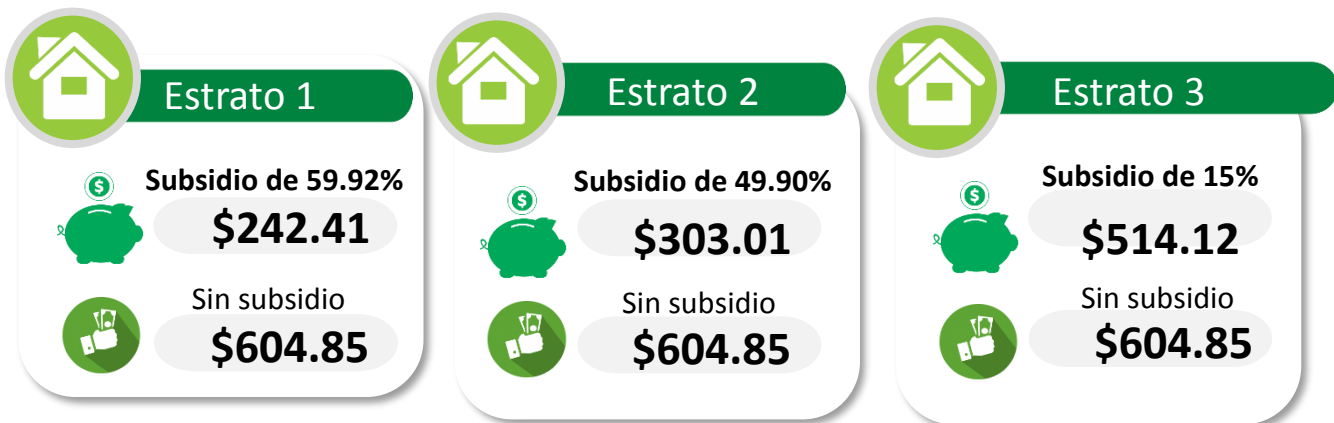 Estrato 1
Subsidio de 59.92%
$242.41
Sin subsidio
$604.85
Estrato 2
Subsidio de 49.90%
$303.01
Sin subsidio
$604.85
Estrato 3
Subsidio de 15%
$514.12
Sin subsidio
$604.85